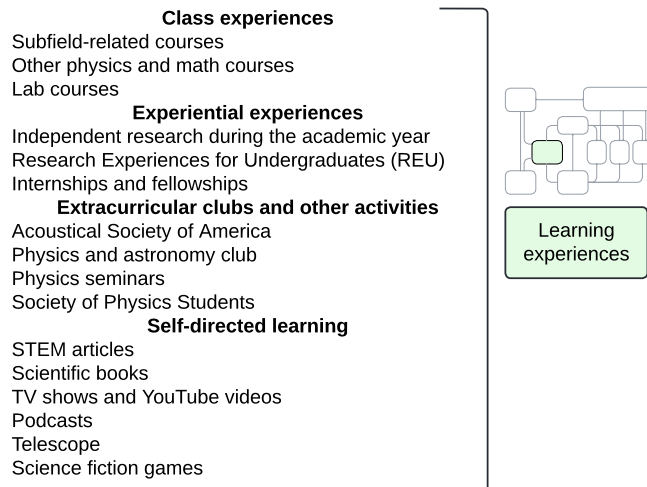 Class experiences
Subfield-related courses
Other physics and math courses
Lab courses
Experiential experiences
Independent research during the academic year
Research Experiences for Undergraduates (REU)
Internships and fellowships
Extracurricular clubs and other activities
Acoustical Society of America
Physics and astronomy club
Physics seminars
Society of Physics Students
Self-directed learning
STEM articles
Scientific books
TV shows and YouTube videos
Podcasts
Telescope
Science fiction games
Learning
experiences